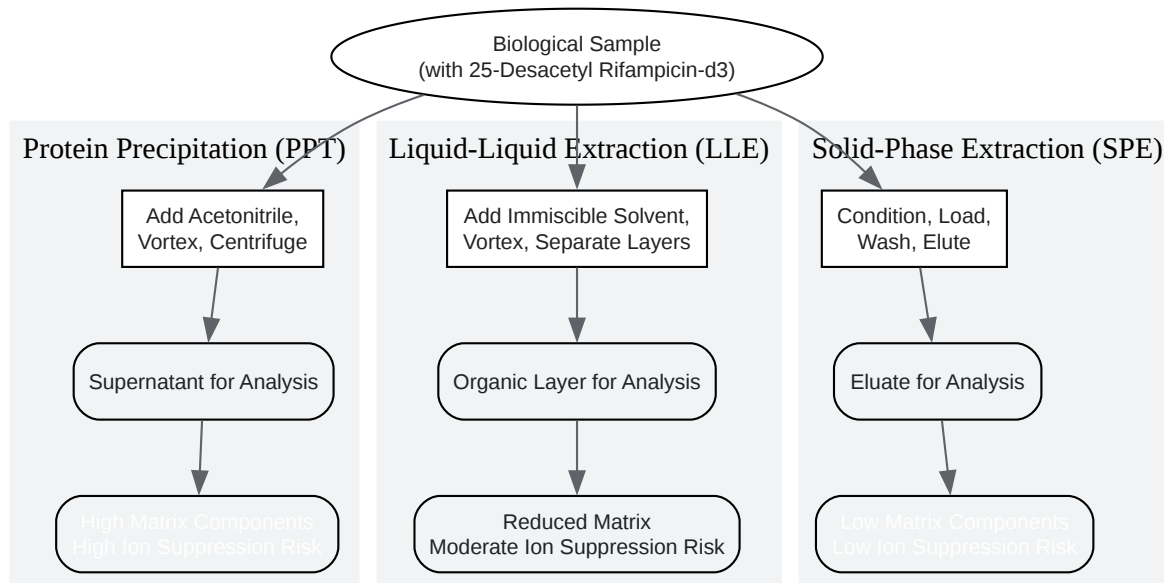 Biological Sample
(with 25-Desacetyl Rifampicin-d3)
Protein Precipitation (PPT)
Liquid-Liquid Extraction (LLE)
Solid-Phase Extraction (SPE)
Add Acetonitrile,
Vortex, Centrifuge
Add Immiscible Solvent,
Vortex, Separate Layers
Condition, Load,
Wash, Elute
Supernatant for Analysis
Organic Layer for Analysis
Eluate for Analysis
High Matrix Components
High Ion Suppression Risk
Reduced Matrix
Moderate Ion Suppression Risk
Low Matrix Components
Low Ion Suppression Risk